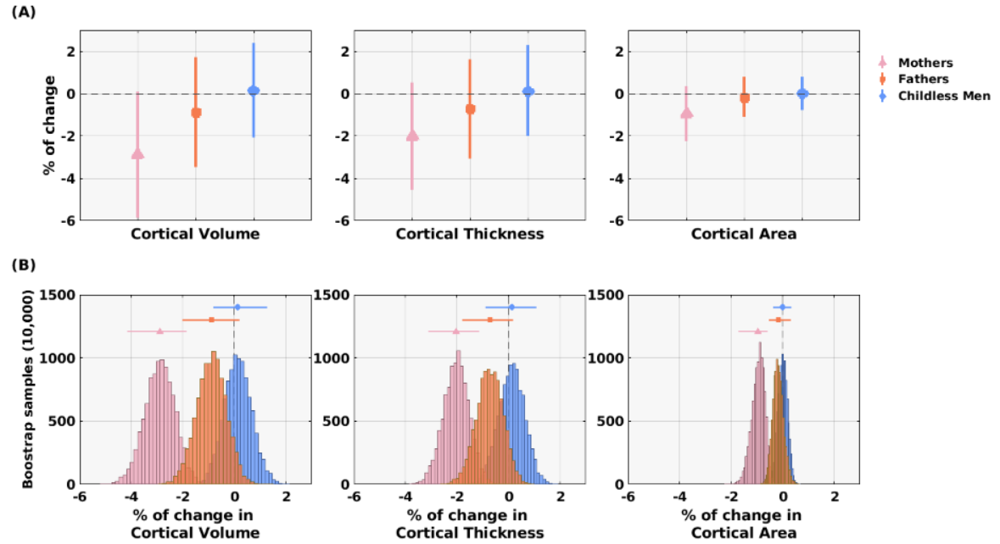 (A)
2
0
-2
-4
-6
% of change
Cortical Volume
2
0
-2
-4
-6
Cortical Thickness
2
0
-2
-4
-6
Cortical Area
Mothers
Fathers
Childless Men
(B)
Boostrap samples (10,000)
1500
1000
500
0
-6 -4 -2 0 2
% of change in
Cortical Volume
1500
1000
500
0
-6 -4 -2 0 2
% of change in
Cortical Thickness
1500
1000
500
0
-6 -4 -2 0 2
% of change in
Cortical Area